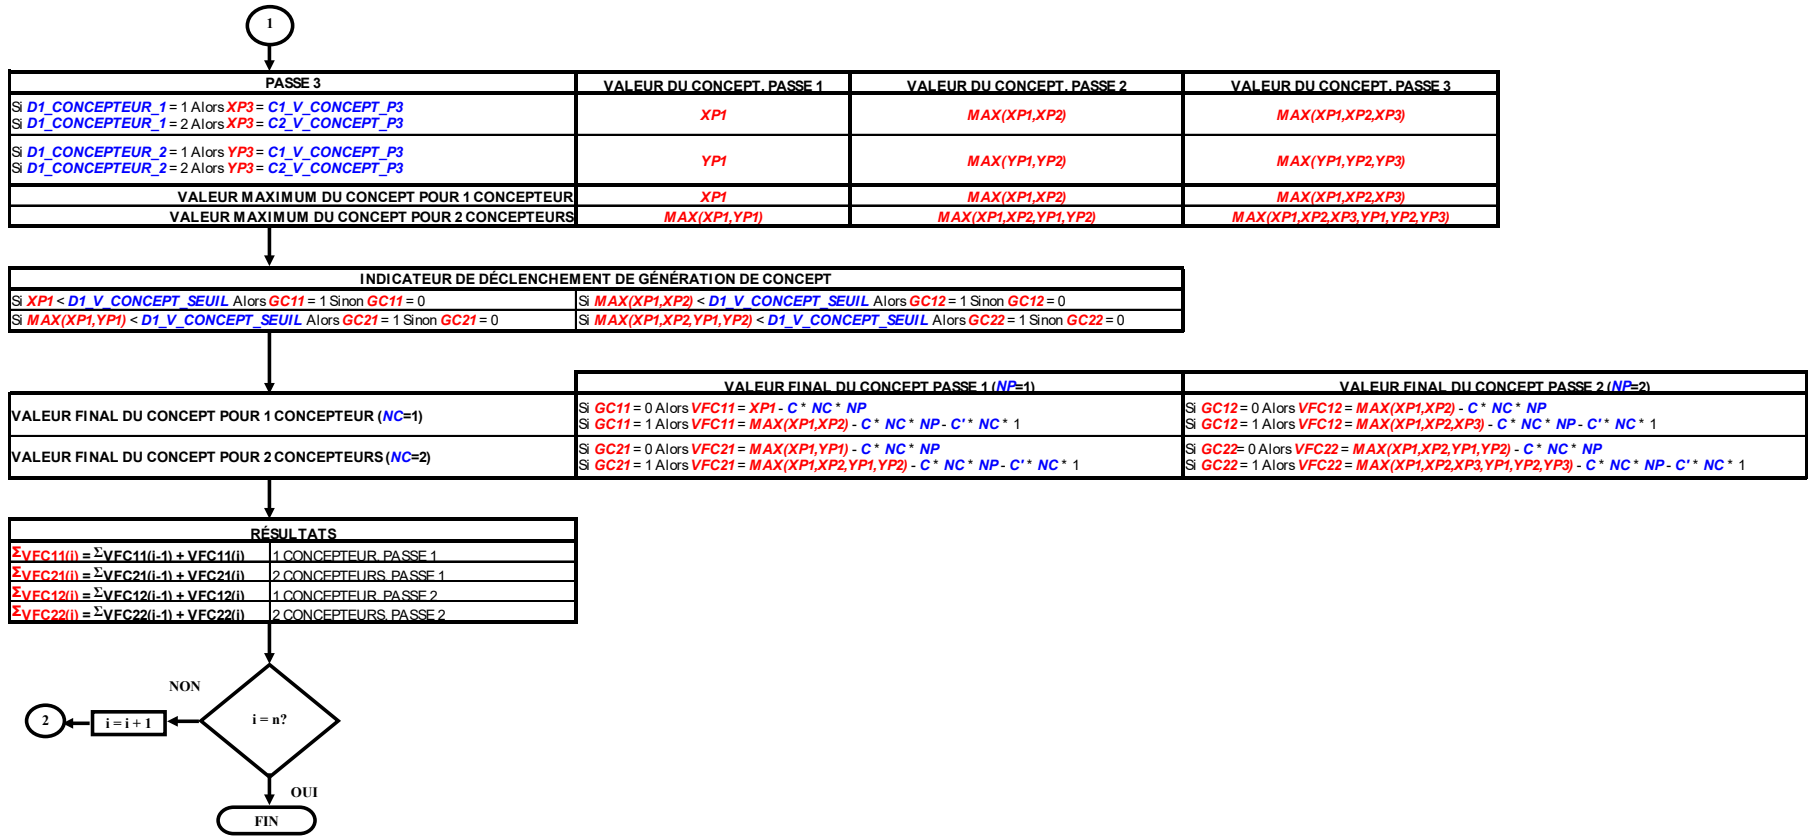 1
PASSE 3
VALEUR DU CONCEPT. PASSE 1
VALEUR DU CONCEPT. PASSE 2
VALEUR DU CONCEPT. PASSE 3
Si D1_CONCEPTEUR_1 = 1 Alors XP3 = C1_V_CONCEPT_P3
Si D1_CONCEPTEUR_1 = 2 Alors XP3 = C2_V_CONCEPT_P3
XP1
MAX(XP1,XP2)
MAX(XP1,XP2,XP3)
Si D1_CONCEPTEUR_2 = 1 Alors YP3 = C1_V_CONCEPT_P3
Si D1_CONCEPTEUR_2 = 2 Alors YP3 = C2_V_CONCEPT_P3
YP1
MAX(YP1,YP2)
MAX(YP1,YP2,YP3)
VALEUR MAXIMUM DU CONCEPT POUR 1 CONCEPTEUR
XP1
MAX(XP1,XP2)
MAX(XP1,XP2,XP3)
VALEUR MAXIMUM DU CONCEPT POUR 2 CONCEPTEURS
MAX(XP1,YP1)
MAX(XP1,XP2,YP1,YP2)
MAX(XP1,XP2,XP3,YP1,YP2,YP3)
INDICATEUR DE DÉCLENCHEMENT DE GÉNÉRATION DE CONCEPT
Si XP1 < D1_V_CONCEPT_SEUIL Alors GC11 = 1 Sinon GC11 = 0
Si MAX(XP1,XP2) < D1_V_CONCEPT_SEUIL Alors GC12 = 1 Sinon GC12 = 0
Si MAX(XP1,YP1) < D1_V_CONCEPT_SEUIL Alors GC21 = 1 Sinon GC21 = 0
Si MAX(XP1,XP2,YP1,YP2) < D1_V_CONCEPT_SEUIL Alors GC22 = 1 Sinon GC22 = 0
VALEUR FINAL DU CONCEPT PASSE 1 (NP=1)
VALEUR FINAL DU CONCEPT PASSE 2 (NP=2)
VALEUR FINAL DU CONCEPT POUR 1 CONCEPTEUR (NC=1)
Si GC11 = 0 Alors VFC11 = XP1 - C * NC * NP
Si GC11 = 1 Alors VFC11 = MAX(XP1,XP2) - C * NC * NP - C' * NC * 1
Si GC12 = 0 Alors VFC12 = MAX(XP1,XP2) - C * NC * NP
Si GC12 = 1 Alors VFC12 = MAX(XP1,XP2,XP3) - C * NC * NP - C' * NC * 1
VALEUR FINAL DU CONCEPT POUR 2 CONCEPTEURS (NC=2)
Si GC21 = 0 Alors VFC21 = MAX(XP1,YP1) - C * NC * NP
Si GC21 = 1 Alors VFC21 = MAX(XP1,XP2,YP1,YP2) - C * NC * NP - C' * NC * 1
Si GC22= 0 Alors VFC22 = MAX(XP1,XP2,YP1,YP2) - C * NC * NP
Si GC22 = 1 Alors VFC22 = MAX(XP1,XP2,XP3,YP1,YP2,YP3) - C * NC * NP - C' * NC * 1
RÉSULTATS
ΣVFC11(i) = ΣVFC11(i-1) + VFC11(i) 1 CONCEPTEUR. PASSE 1
ΣVFC21(i) = ΣVFC21(i-1) + VFC21(i) 2 CONCEPTEURS. PASSE 1
ΣVFC12(i) = ΣVFC12(i-1) + VFC12(i) 1 CONCEPTEUR. PASSE 2
ΣVFC22(i) = ΣVFC22(i-1) + VFC22(i) 2 CONCEPTEURS. PASSE 2
NON
2
i = i + 1
i = n?
OUI
FIN